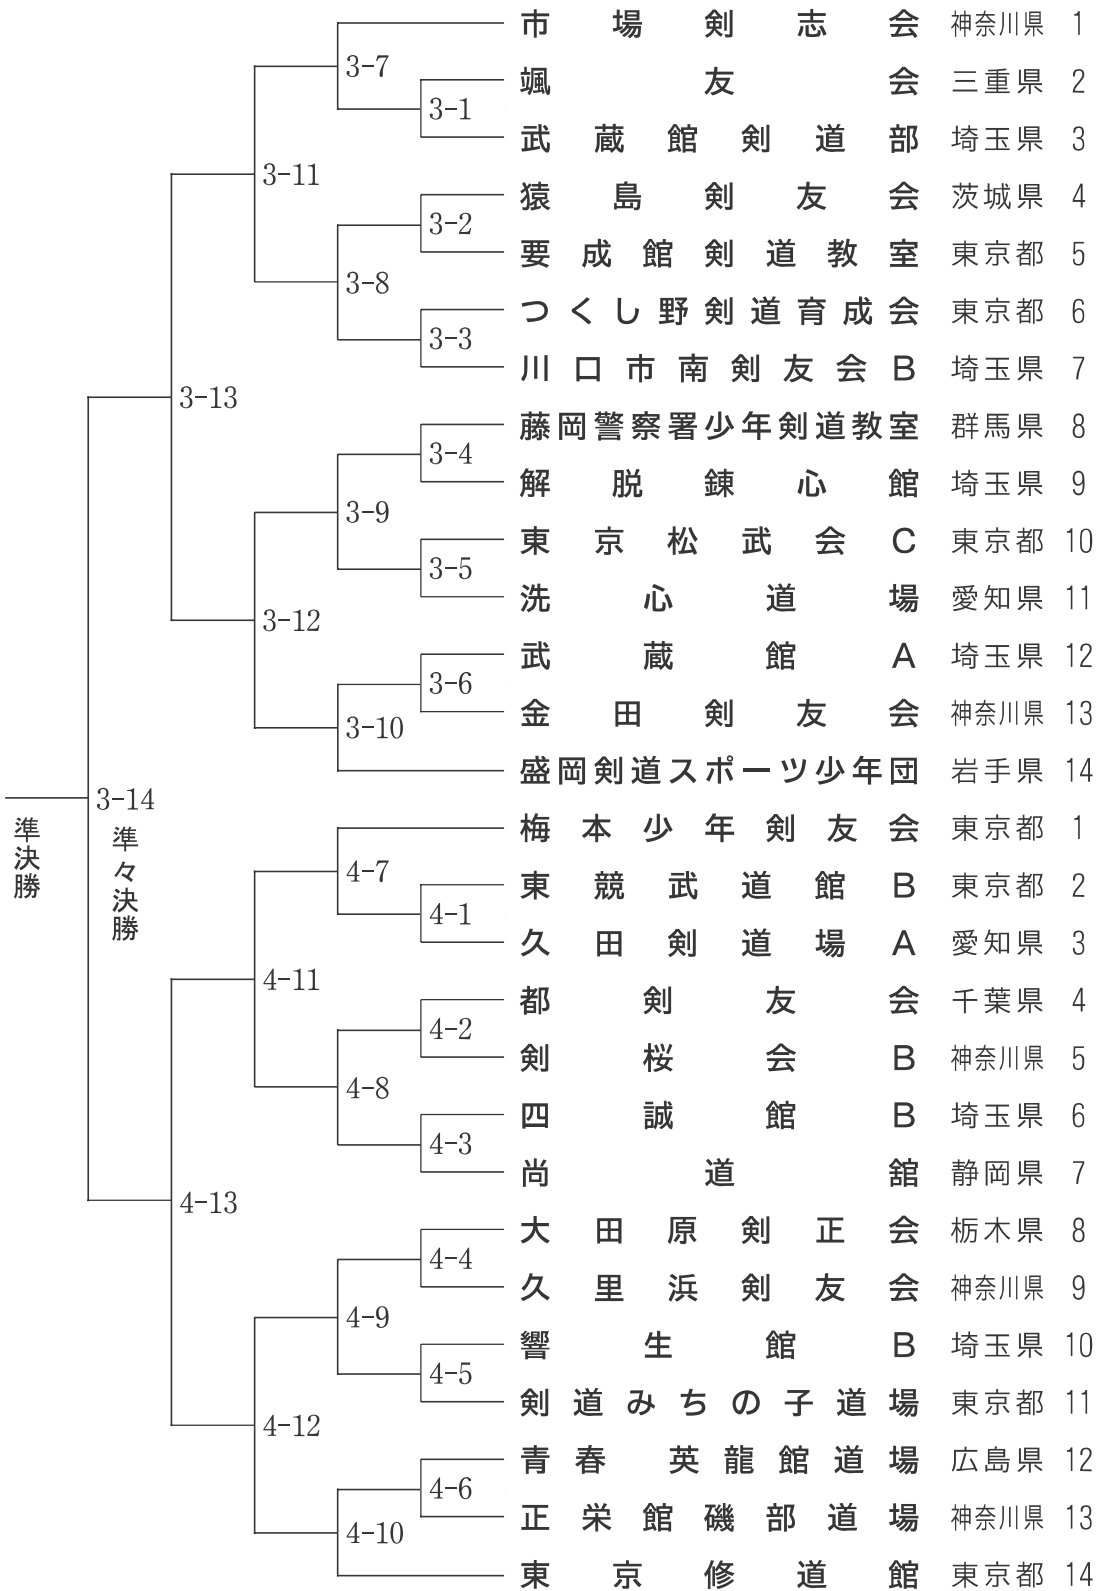 市場剣志会 神奈川県 1
3-7
颯友会 三重県 2
3-1
武蔵館剣道部 埼玉県 3
3-11
猿島剣友会 茨城県 4
3-2
要成館剣道教室 東京都 5
3-8
つくし野剣道育成会 東京都 6
3-3
川口市南剣友会B 埼玉県 7
3-13
藤岡警察署少年剣道教室 群馬県 8
3-4
解脱錬心館 埼玉県 9
3-9
東京松武会C 東京都 10
3-5
洗心道場 愛知県 11
3-12
武蔵館A 埼玉県 12
3-6
金田剣友会 神奈川県 13
3-10
盛岡剣道スポーツ少年団 岩手県 14
3-14
準決勝
準々決勝
梅本少年剣友会 東京都 1
4-7
東競武道館B 東京都 2
4-1
久田剣道場A 愛知県 3
4-11
都剣友会 千葉県 4
4-2
剣桜会B 神奈川県 5
4-8
四誠館B 埼玉県 6
4-3
尚道舘 静岡県 7
4-13
大田原剣正会 栃木県 8
4-4
久里浜剣友会 神奈川県 9
4-9
響生館B 埼玉県 10
4-5
剣道みちの子道場 東京都 11
4-12
青春 英龍館道場 広島県 12
4-6
正栄館磯部道場 神奈川県 13
4-10
東京修道館 東京都 14